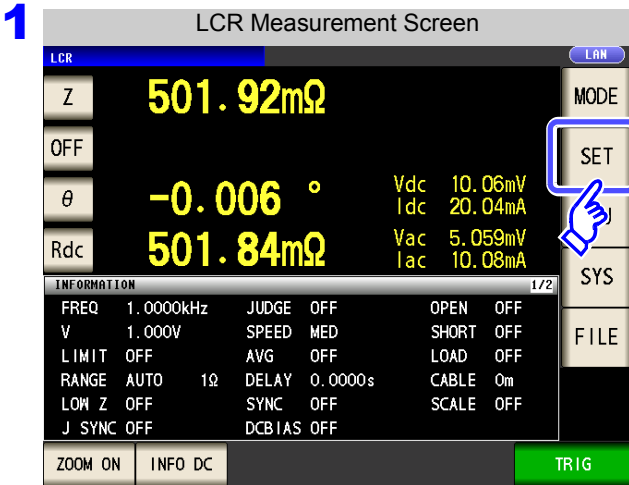 1
LCR Measurement Screen
LCR
LAN
Z 501.92mΩ
MODE
OFF
SET
θ -0.006 °
Vdc 10.06mV
Idc 20.04mA
Rdc 501.84mΩ
Vac 5.059mV
Iac 10.08mA
SYS
INFORMATION 1/2
FREQ 1.0000kHz JUDGE OFF OPEN OFF
V 1.000V SPEED MED SHORT OFF
FILE
LIMIT OFF AVG OFF LOAD OFF
RANGE AUTO 1Ω DELAY 0.0000s CABLE 0m
LOW Z OFF SYNC OFF SCALE OFF
J SYNC OFF DCBIAS OFF
ZOOM ON INFO DC TRIG